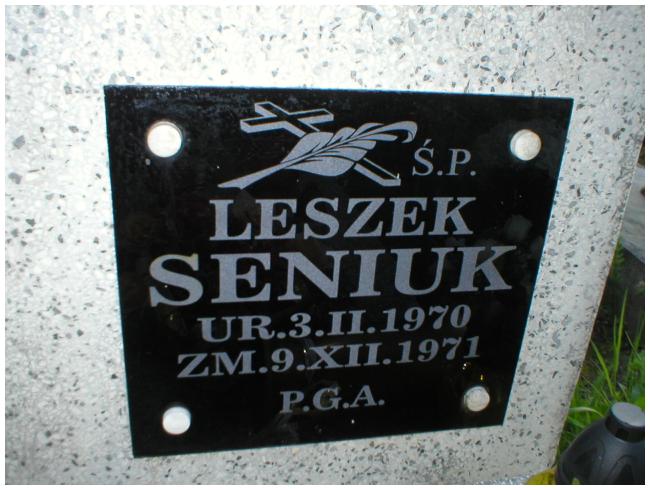 Ś.P.
LESZEK
SENIUK
UR.3.II.1970
ZM.9.XII.1971
P.G.A.